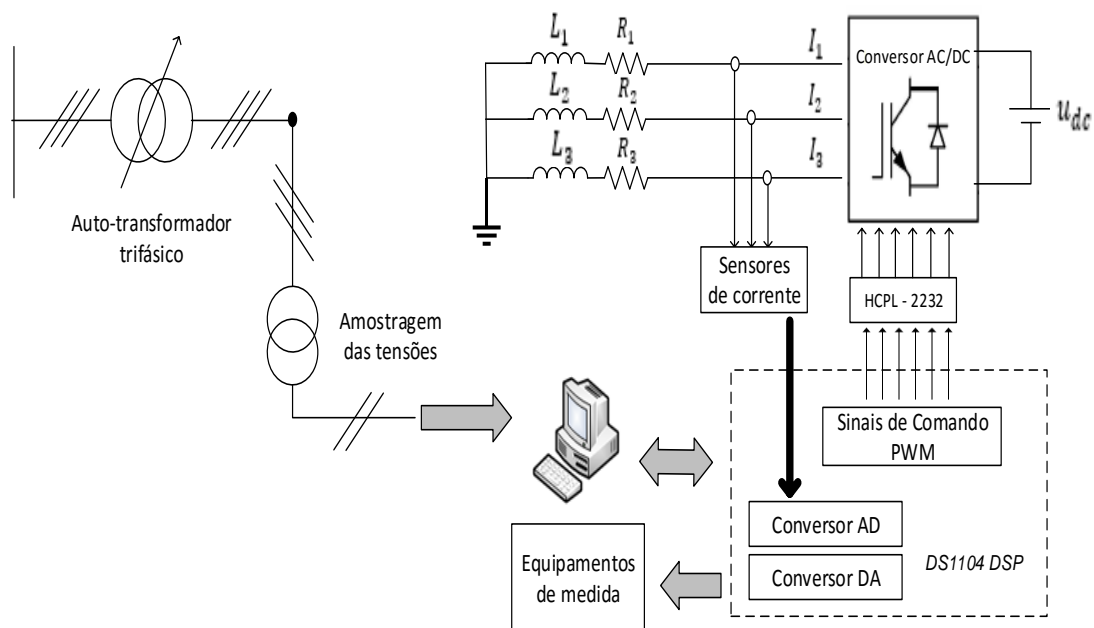 L₁
R₁
I₁
Conversor AC/DC
L₂
R₂
I₂
u_dc
L₃
R₃
I₃
Auto-transformador
trifásico
Sensores
de corrente
HCPL - 2232
Amostragem
das tensões
Sinais de Comando
PWM
Conversor AD
Equipamentos
de medida
Conversor DA
DS1104 DSP